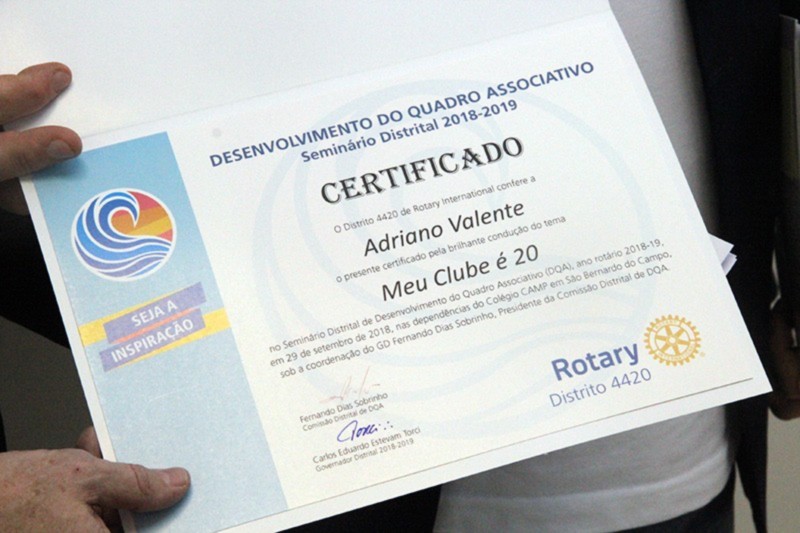 DESENVOLVIMENTO DO QUADRO ASSOCIATIVO
Seminário Distrital 2018-2019
CERTIFICADO
O Distrito 4420 de Rotary International confere a
Adriano Valente
o presente certificado pela brilhante condução do tema
Meu Clube é 20
no Seminário Distrital de Desenvolvimento do Quadro Associativo (DQA), ano rotário 2018-19,
em 29 de setembro de 2018, nas dependências do Colégio CAMP em São Bernardo do Campo,
sob a coordenação do GD Fernando Dias Sobrinho, Presidente da Comissão Distrital de DQA.
SEJA A
INSPIRAÇÃO
Fernando Dias Sobrinho
Comissão Distrital de DQA
Carlos Eduardo Estevam Torci
Governador Distrital 2018-2019
Rotary
Distrito 4420